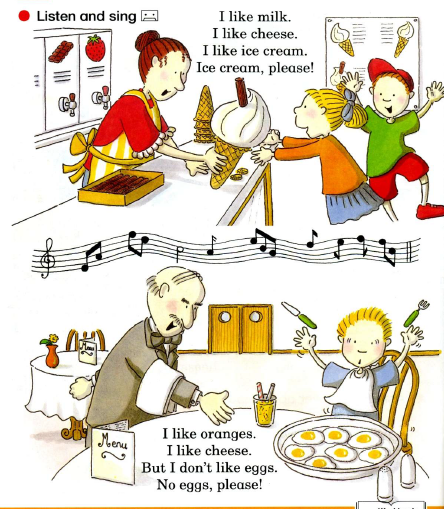 Listen and sing
I like milk.
I like cheese.
I like ice cream.
Ice cream, please!
Menu
Menu
I like oranges.
I like cheese.
But I don't like eggs.
No eggs, please!